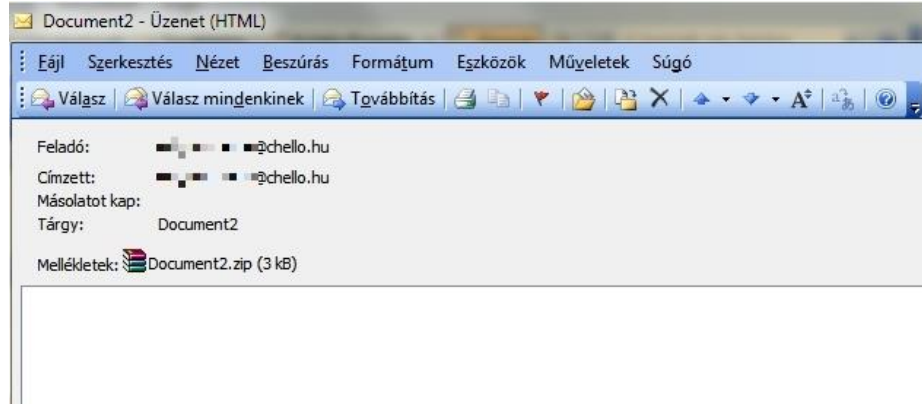 Document2 - Üzenet (HTML)
Fájl Szerkesztés Nézet Beszúrás Formátum Eszközök Műveletek Súgó
Válasz Válasz mindenkinek Továbbítás
Feladó: @chello.hu
Címzett: @chello.hu
Másolatot kap:
Tárgy: Document2
Mellékletek: Document2.zip (3 kB)